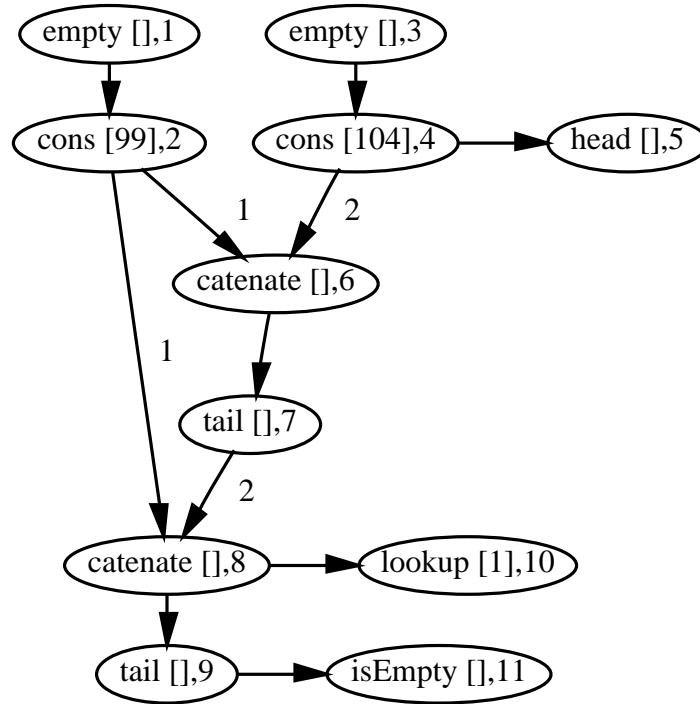 empty [],1
empty [],3
cons [99],2
cons [104],4
head [],5
1
2
catenate [],6
1
tail [],7
2
catenate [],8
lookup [1],10
tail [],9
isEmpty [],11